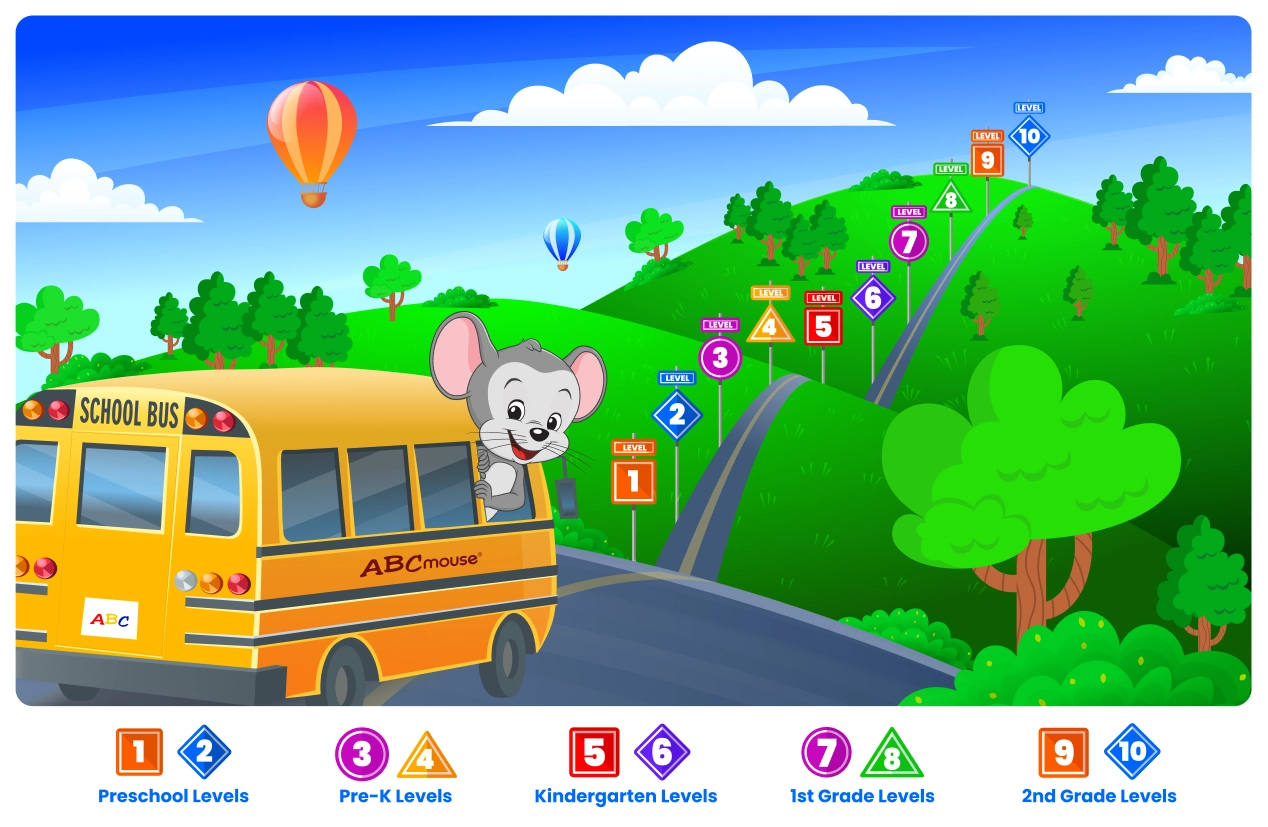 LEVEL
10
LEVEL
9
LEVEL
8
LEVEL
7
LEVEL
6
LEVEL
4
LEVEL
5
LEVEL
3
LEVEL
2
SCHOOL BUS
LEVEL
1
ABCmouse®
ABC
1 2 3 4 5 6 7 8 9 10
Preschool Levels Pre-K Levels Kindergarten Levels 1st Grade Levels 2nd Grade Levels